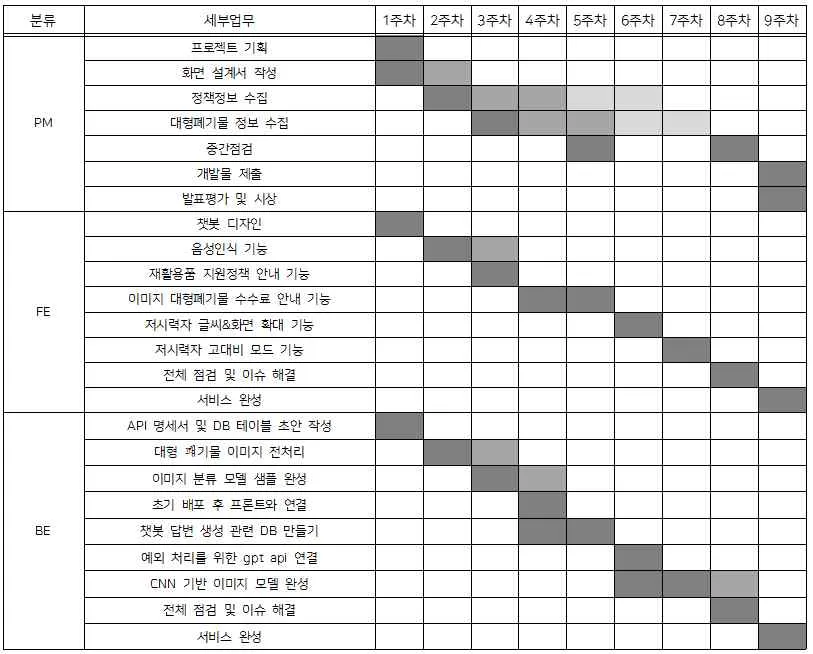 분류 세부업무 1주차 2주차 3주차 4주차 5주차 6주차 7주차 8주차 9주차
PM
프로젝트 기획
화면 설계서 작성
정책정보 수집
대형폐기물 정보 수집
중간점검
개발물 제출
발표평가 및 시상
FE
챗봇 디자인
음성인식 기능
재활용품 지원정책 안내 기능
이미지 대형폐기물 수수료 안내 기능
저시력자 글씨&화면 확대 기능
저시력자 고대비 모드 기능
전체 점검 및 이슈 해결
서비스 완성
BE
API 명세서 및 DB 테이블 초안 작성
대형 폐기물 이미지 전처리
이미지 분류 모델 샘플 완성
초기 배포 후 프론트와 연결
챗봇 답변 생성 관련 DB 만들기
예외 처리를 위한 gpt api 연결
CNN 기반 이미지 모델 완성
전체 점검 및 이슈 해결
서비스 완성